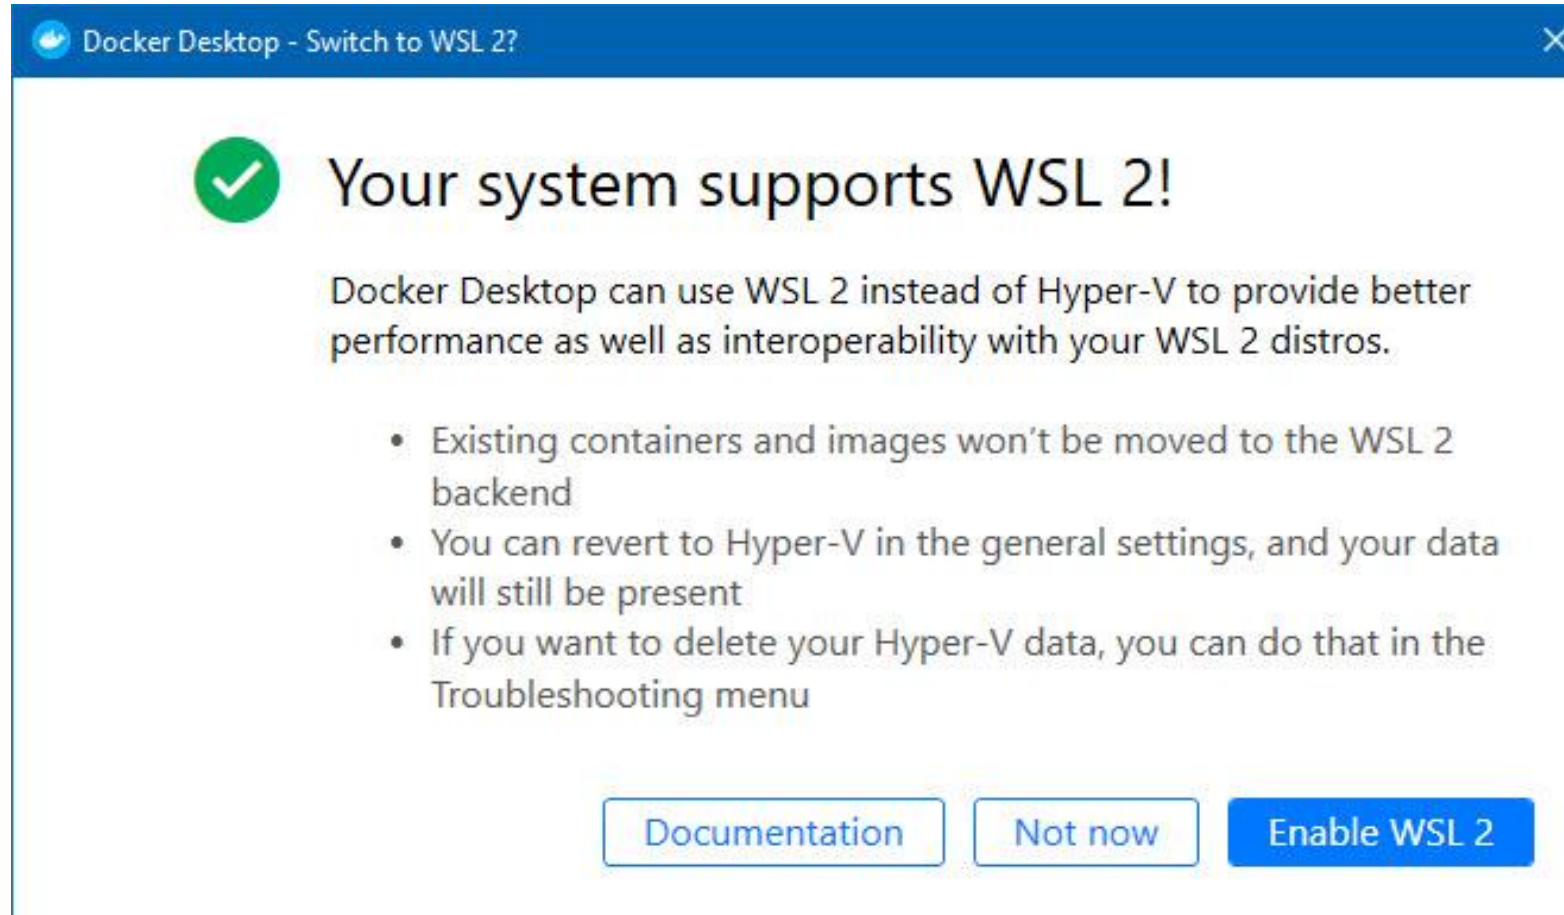 Docker Desktop - Switch to WSL 2?
Your system supports WSL 2!
Docker Desktop can use WSL 2 instead of Hyper-V to provide better
performance as well as interoperability with your WSL 2 distros.
• Existing containers and images won’t be moved to the WSL 2
backend
• You can revert to Hyper-V in the general settings, and your data
will still be present
• If you want to delete your Hyper-V data, you can do that in the
Troubleshooting menu
Documentation Not now Enable WSL 2